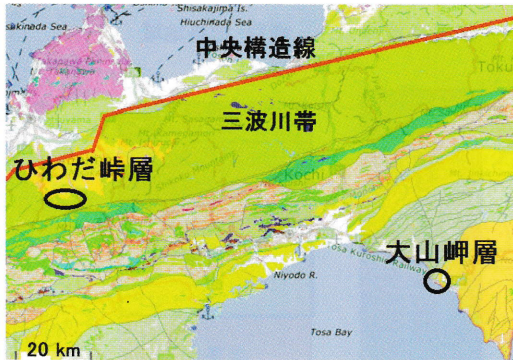 Shisakajima Is.
Hiuchinada Sea
中央構造線
Toku
三波川帯
ひわだ峠層
Kochi
大山岬層
Tosa Kuroshio Railway
Niyodo R.
Tosa Bay
20 km